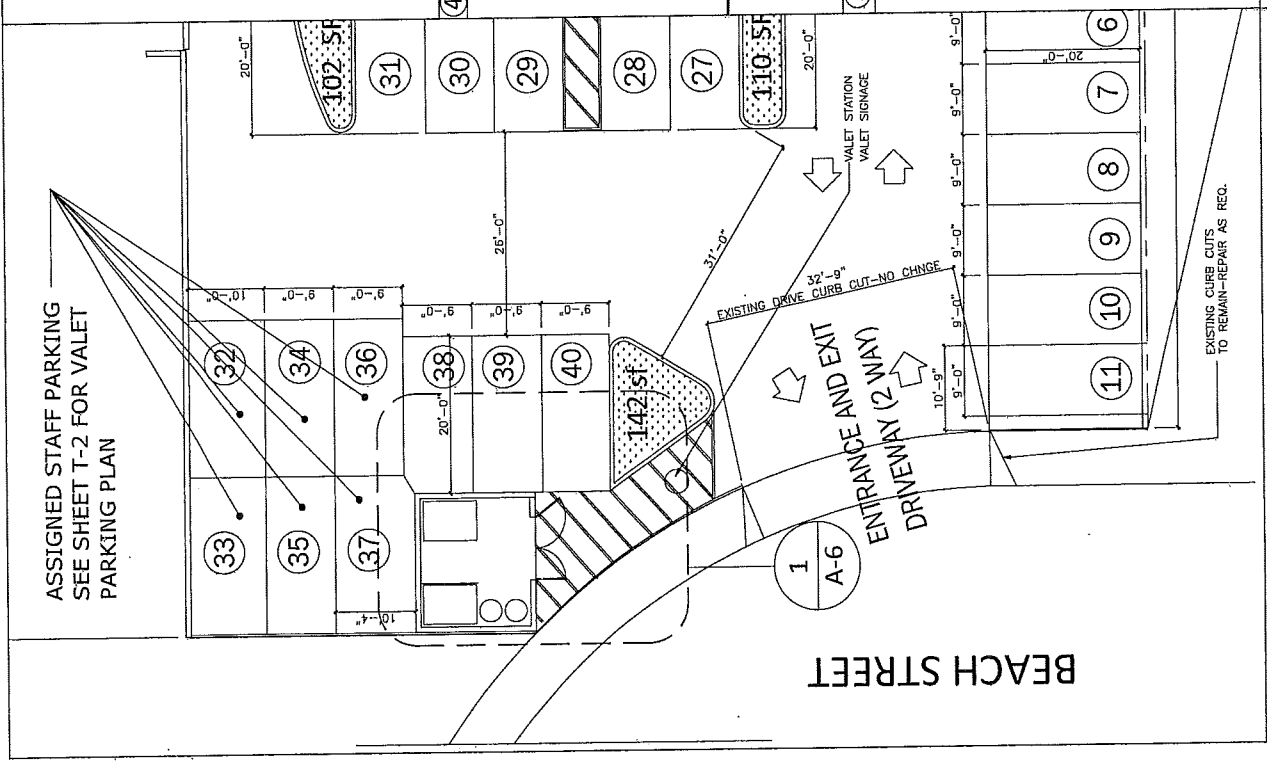 4
102 SF
20'-0"
31
30
29
28
27
110 SF
20'-0"
VALET STATION
VALET SIGNAGE
9'-0"
6
20'-0"
9'-0"
7
9'-0"
8
9'-0"
9
9'-0"
10
10'-9"
9'-0"
11
ASSIGNED STAFF PARKING
SEE SHEET T-2 FOR VALET
PARKING PLAN
10'-0"
9'-0"
9'-0"
9'-0"
9'-0"
9'-0"
32
34
36
38
39
40
20'-0"
142 sf
33
35
37
10'-4"
31'-0"
32'-9"
EXISTING DRIVE CURB CUT-NO CHNGE
ENTRANCE AND EXIT
DRIVEWAY (2 WAY)
EXISTING CURB CUTS
TO REMAIN-REPAIR AS REQ.
1
A-6
BEACH STREET